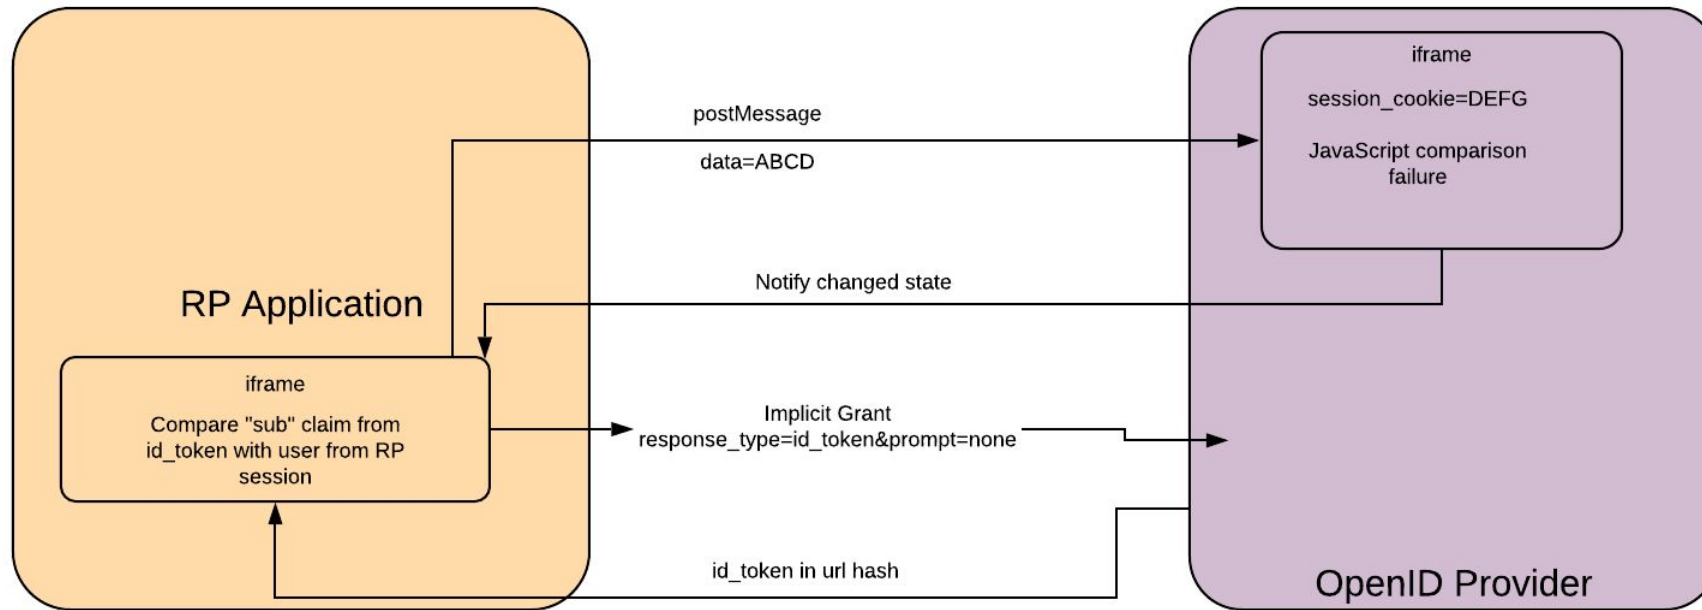 iframe
session_cookie=DEFG
JavaScript comparison
failure
postMessage
data=ABCD
Notify changed state
RP Application
iframe
Compare "sub" claim from
id_token with user from RP
session
Implicit Grant
response_type=id_token&prompt=none
id_token in url hash
OpenID Provider